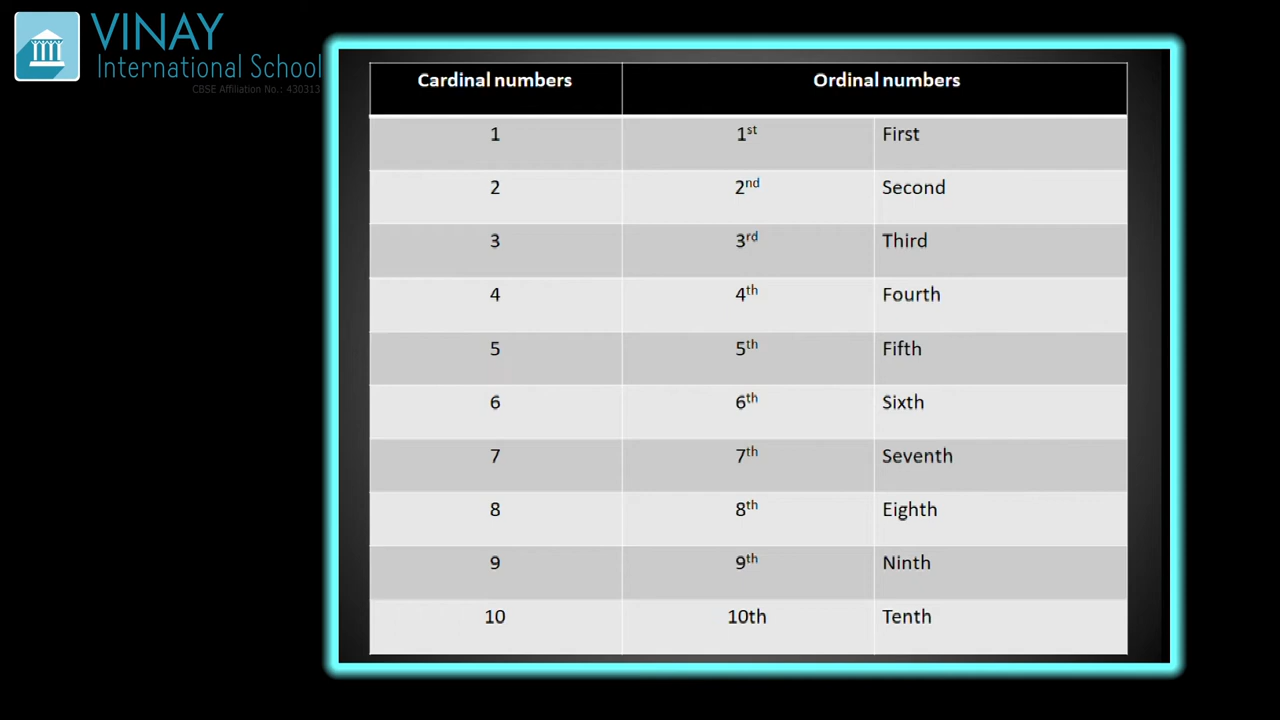 VINAY
International School
CBSE Affiliation No.: 430313
Cardinal numbers Ordinal numbers
1 1st First
2 2nd Second
3 3rd Third
4 4th Fourth
5 5th Fifth
6 6th Sixth
7 7th Seventh
8 8th Eighth
9 9th Ninth
10 10th Tenth